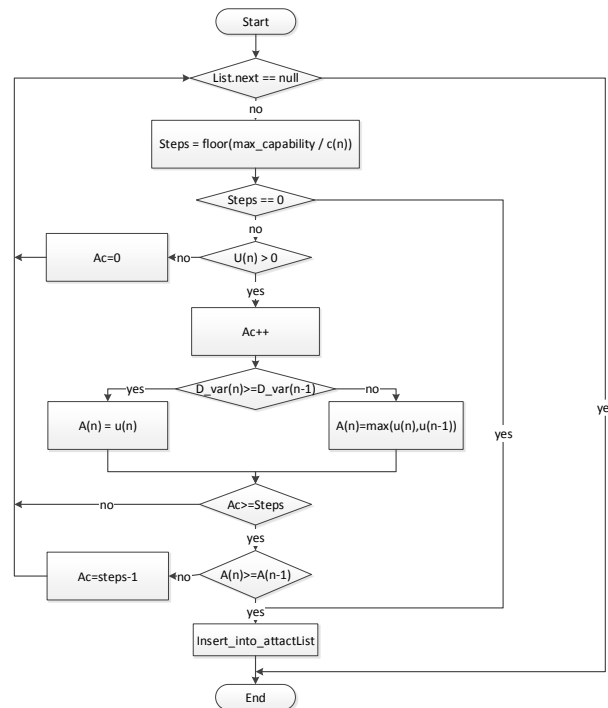 Start
List.next == null
no
Steps = floor(max_capability / c(n))
Steps == 0
no
Ac=0
no
U(n) > 0
yes
Ac++
yes
D_var(n)>=D_var(n-1)
no
ye
A(n) = u(n)
A(n)=max(u(n),u(n-1))
yes
no
Ac>=Steps
yes
Ac=steps-1
no
A(n)>=A(n-1)
yes
Insert_into_attactList
End